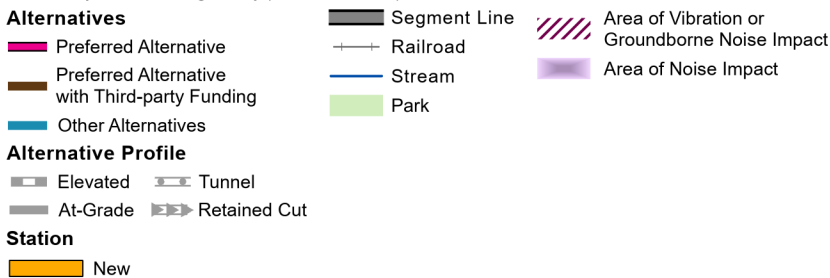 Alternatives
Preferred Alternative
Preferred Alternative
with Third-party Funding
Other Alternatives
Alternative Profile
Elevated
Tunnel
At-Grade
Retained Cut
Station
New
Segment Line
Railroad
Stream
Park
Area of Vibration or
Groundborne Noise Impact
Area of Noise Impact